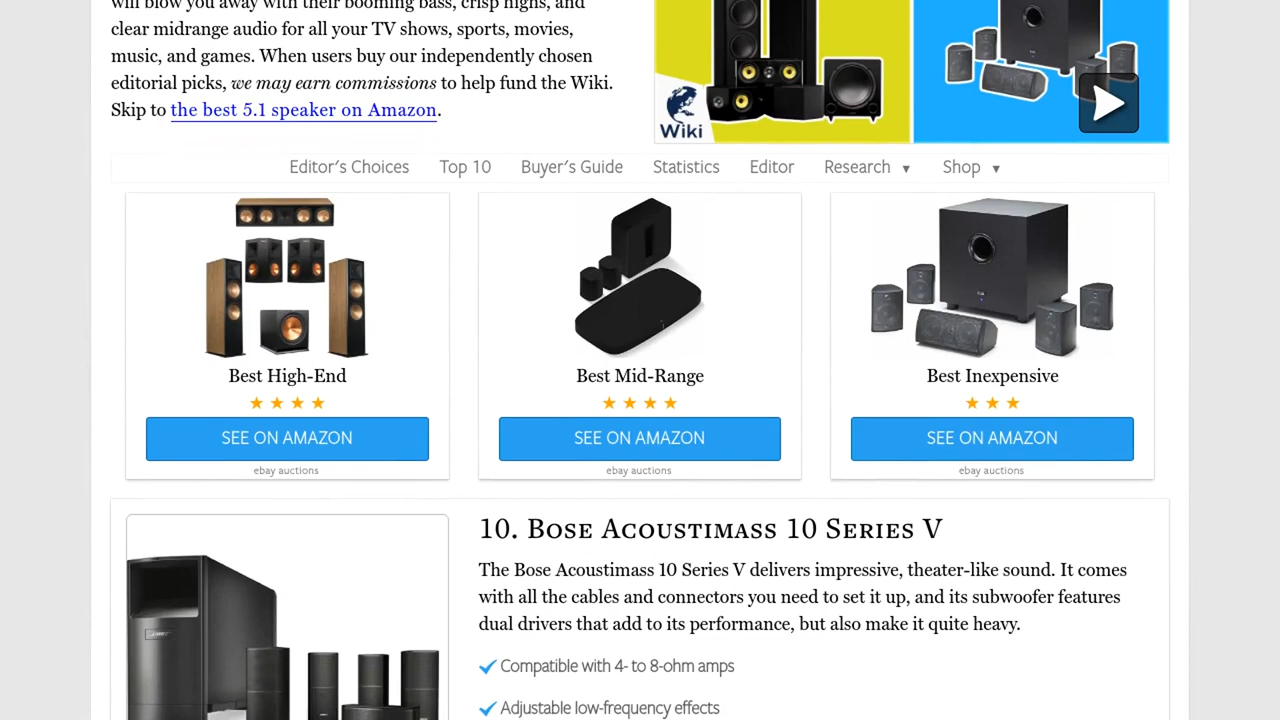 will blow you away with their booming bass, crisp highs, and
clear midrange audio for all your TV shows, sports, movies,
music, and games. When users buy our independently chosen
editorial picks, we may earn commissions to help fund the Wiki.
Skip to the best 5.1 speaker on Amazon.
Wiki
Editor's Choices Top 10 Buyer's Guide Statistics Editor Research ▼ Shop ▼
Best High-End Best Mid-Range Best Inexpensive
★ ★ ★ ★ ★ ★ ★ ★ ★ ★ ★
SEE ON AMAZON SEE ON AMAZON SEE ON AMAZON
ebay auctions ebay auctions ebay auctions
10. Bose Acoustimass 10 Series V
The Bose Acoustimass 10 Series V delivers impressive, theater-like sound. It comes
with all the cables and connectors you need to set it up, and its subwoofer features
dual drivers that add to its performance, but also make it quite heavy.
✓ Compatible with 4- to 8-ohm amps
✓ Adjustable low-frequency effects